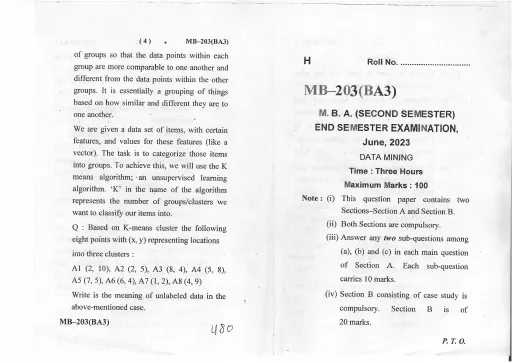 ( 4 ) MB–203(BA3)
of groups so that the data points within each
group are more comparable to one another and
different from the data points within the other
groups. It is essentially a grouping of things
based on how similar and different they are to
one another.
We are given a data set of items, with certain
features, and values for these features (like a
vector). The task is to categorize those items
into groups. To achieve this, we will use the K
means algorithm; an unsupervised learning
algorithm. ‘K’ in the name of the algorithm
represents the number of groups/clusters we
want to classify our items into.
Q : Based on K-means cluster the following
eight points with (x, y) representing locations
into three clusters :
A1 (2, 10), A2 (2, 5), A3 (8, 4), A4 (5, 8),
A5 (7, 5), A6 (6, 4), A7 (1, 2), A8 (4, 9)
Write is the meaning of unlabeled data in the
above-mentioned case.
MB–203(BA3)
480
H Roll No. ............................
MB–203(BA3)
M. B. A. (SECOND SEMESTER)
END SEMESTER EXAMINATION,
June, 2023
DATA MINING
Time : Three Hours
Maximum Marks : 100
Note : (i) This question paper contains two
Sections–Section A and Section B.
(ii) Both Sections are compulsory.
(iii) Answer any two sub-questions among
(a), (b) and (c) in each main question
of Section A. Each sub-question
carries 10 marks.
(iv) Section B consisting of case study is
compulsory. Section B is of
20 marks.
P. T. O.